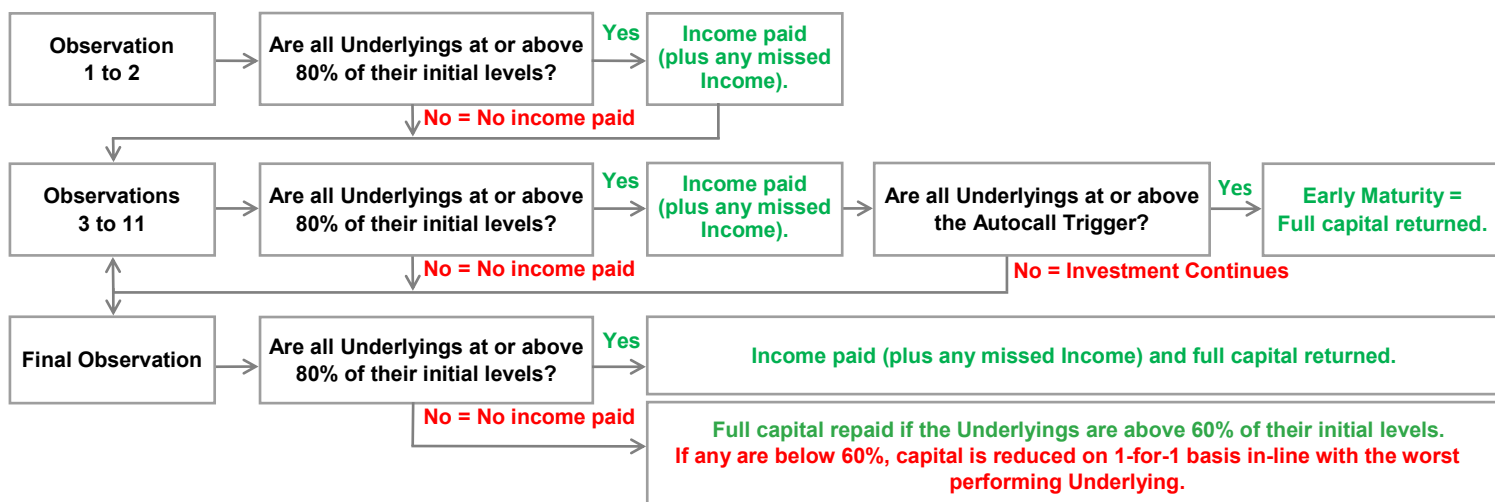 Observation
1 to 2
Are all Underlyings at or above
80% of their initial levels?
Yes
Income paid
(plus any missed
Income).
No = No income paid
Observations
3 to 11
Are all Underlyings at or above
80% of their initial levels?
Yes
Income paid
(plus any missed
Income).
Are all Underlyings at or above
the Autocall Trigger?
Yes
Early Maturity =
Full capital returned.
No = No income paid
No = Investment Continues
Final Observation
Are all Underlyings at or above
80% of their initial levels?
Yes
Income paid (plus any missed Income) and full capital returned.
No = No income paid
Full capital repaid if the Underlyings are above 60% of their initial levels.
If any are below 60%, capital is reduced on 1-for-1 basis in-line with the worst
performing Underlying.